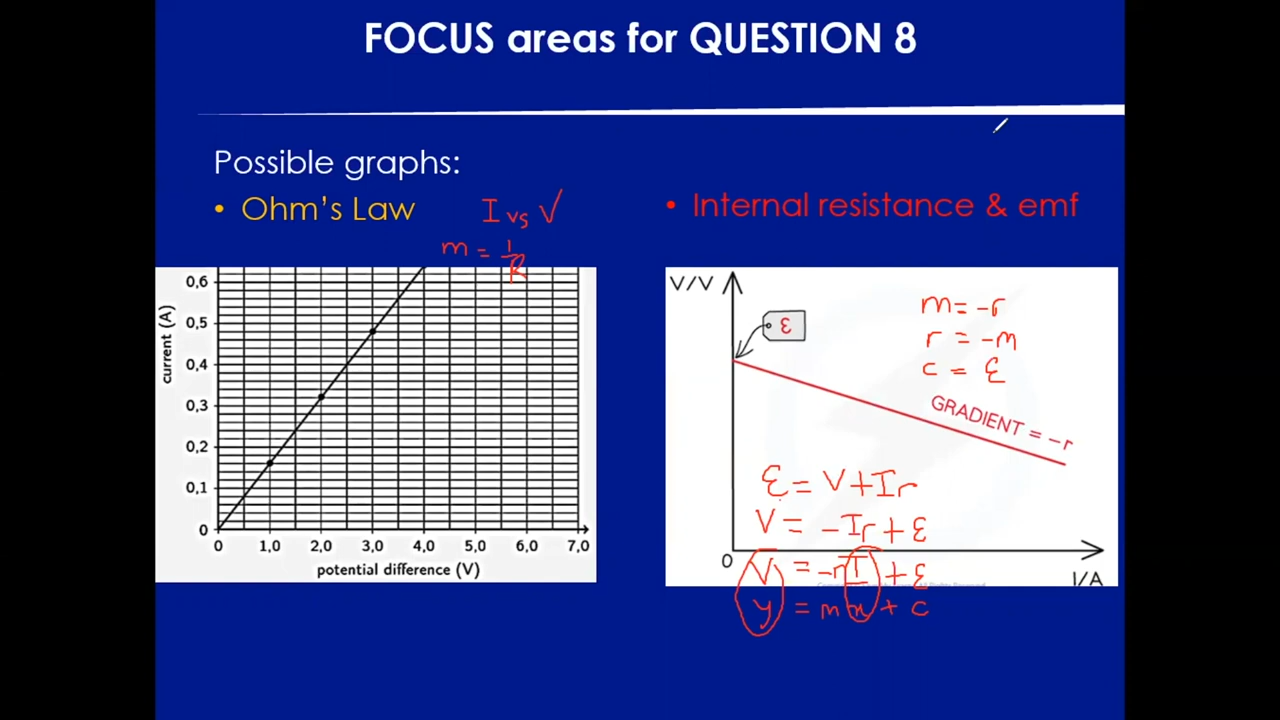 FOCUS areas for QUESTION 8
Possible graphs:
• Ohm's Law
I vs V
m = 1/R
current (A)
0,6
0,5
0,4
0,3
0,2
0,1
0
0 1,0 2,0 3,0 4,0 5,0 6,0 7,0
potential difference (V)
• Internal resistance & emf
V/V
ε
m = -r
r = -m
c = ε
GRADIENT = -r
ε = V + Ir
V = -Ir + ε
V = -rI + ε
y = mx + c
0
I/A